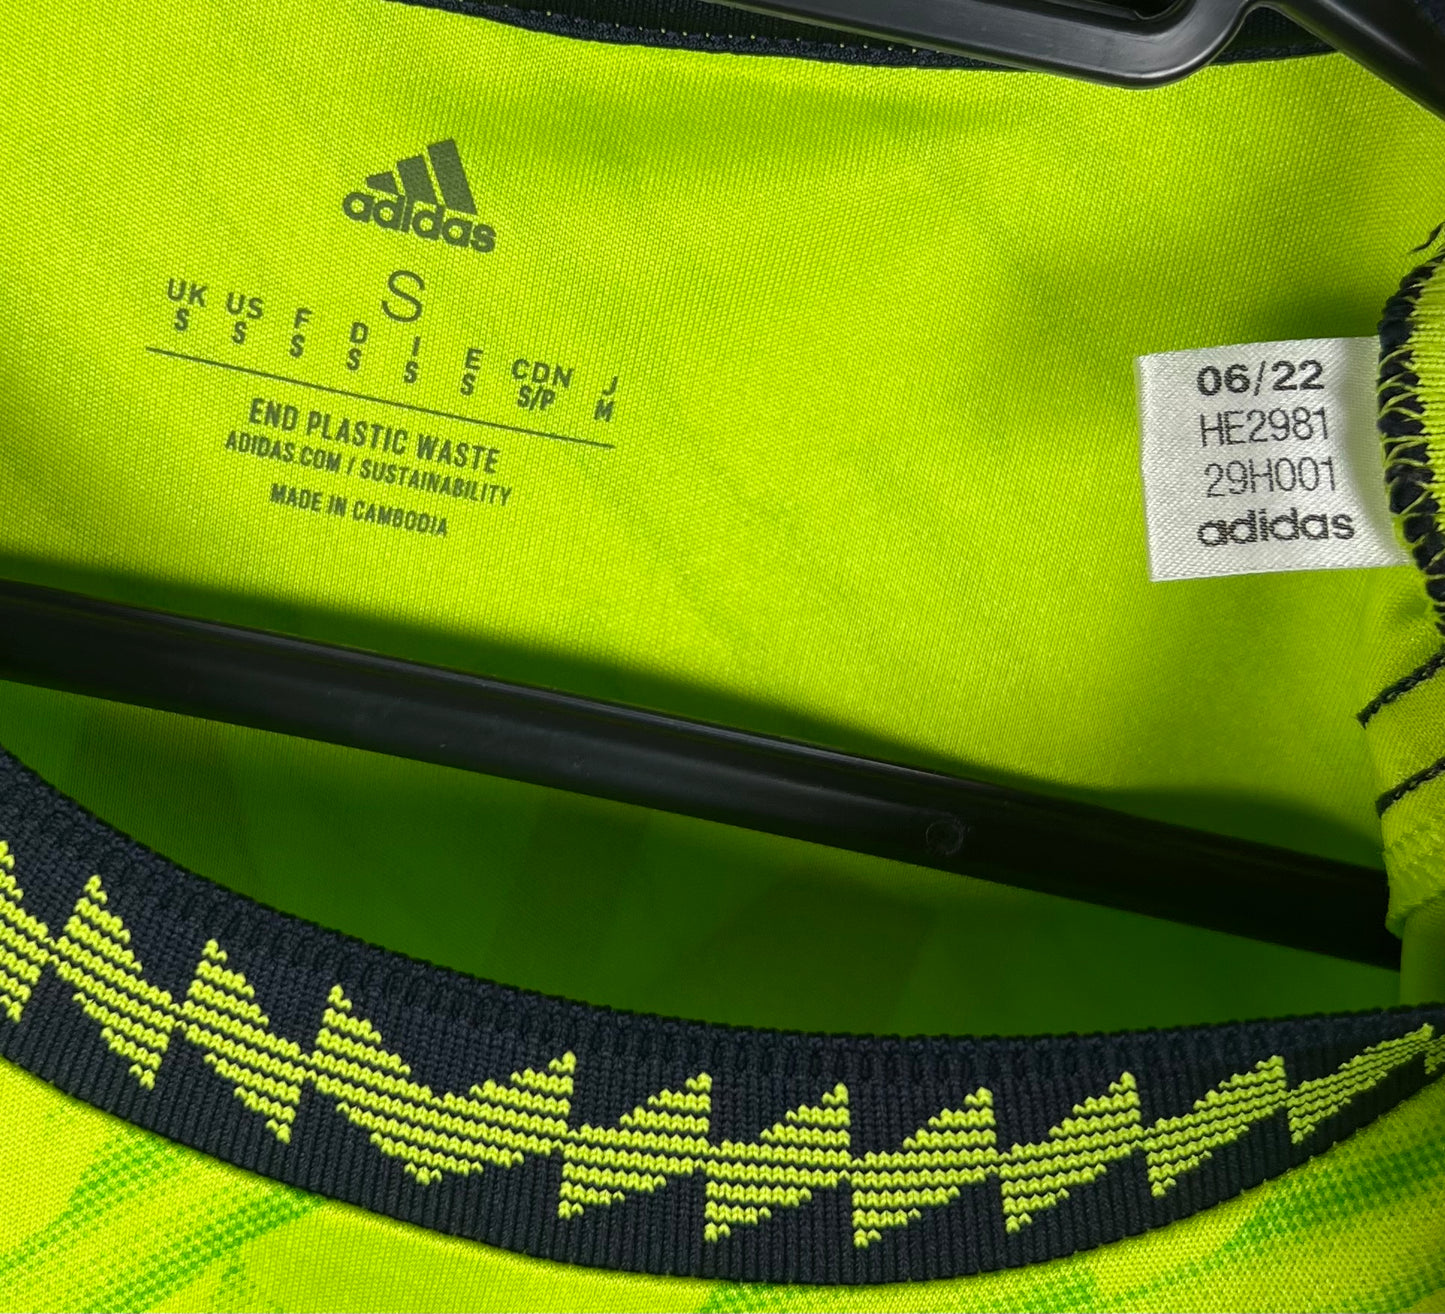 adidas
S
UK US F D I E CDN J
S S S S S S S/P M
END PLASTIC WASTE
ADIDAS.COM / SUSTAINABILITY
MADE IN CAMBODIA
06/22
HE2981
29H001
adidas